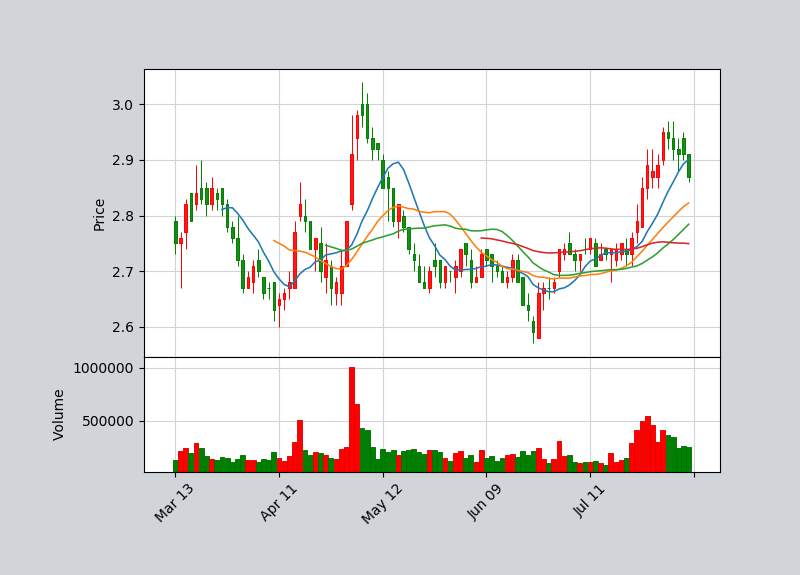 3.0
2.9
2.8
2.7
2.6
Price
1000000
500000
Volume
Mar 13
Apr 11
May 12
Jun 09
Jul 11